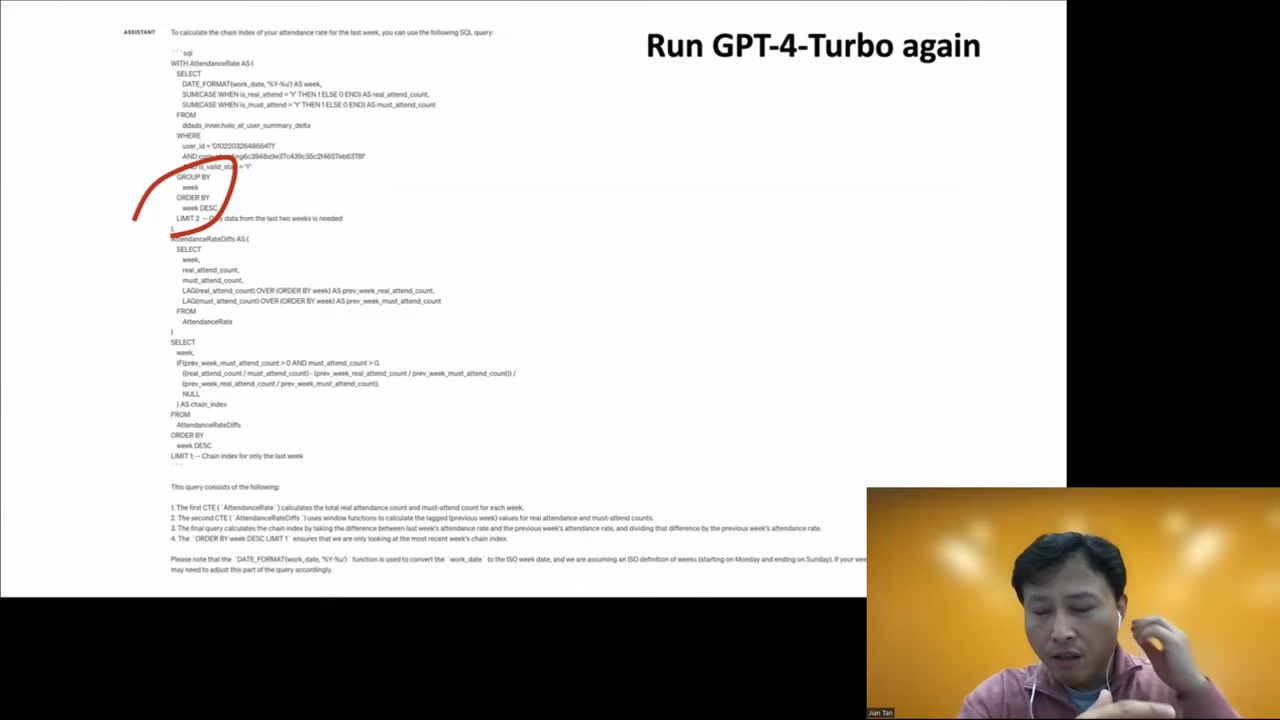 Run GPT-4-Turbo again
ASSISTANT
To calculate the chain index of your attendance rate for the last week, you can use the following SQL query:
```sql
WITH AttendanceRate AS (
SELECT
DATE_FORMAT(work_date, '%Y-%u') AS week,
SUM(CASE WHEN is_real_attend = 'Y' THEN 1 ELSE 0 END) AS real_attend_count,
SUM(CASE WHEN is_must_attend = 'Y' THEN 1 ELSE 0 END) AS must_attend_count
FROM
ddads_inner.holo_at_user_summary_delta
WHERE
AND
= 'Y'
GROUP BY
week
ORDER BY
week DESC
LIMIT 2 -- Only data from the last two weeks is needed
),
AttendanceRateDiffs AS (
SELECT
week,
real_attend_count,
must_attend_count,
LAG(real_attend_count) OVER (ORDER BY week) AS prev_week_real_attend_count,
LAG(must_attend_count) OVER (ORDER BY week) AS prev_week_must_attend_count
FROM
AttendanceRate
)
SELECT
week,
IF(prev_week_must_attend_count > 0 AND must_attend_count > 0,
((real_attend_count / must_attend_count) - (prev_week_real_attend_count / prev_week_must_attend_count)) /
(prev_week_real_attend_count / prev_week_must_attend_count),
NULL
) AS chain_index
FROM
AttendanceRateDiffs
ORDER BY
week DESC
LIMIT 1; -- Chain index for only the last week
```
This query consists of the following:
1. The first CTE (`AttendanceRate`) calculates the total real attendance count and must-attend count for each week.
2. The second CTE (`AttendanceRateDiffs`) uses window functions to calculate the lagged (previous week) values for real attendance and must-attend counts.
3. The final query calculates the chain index by taking the difference between last week's attendance rate and the previous week's attendance rate, and dividing that difference by the previous week's attendance rate.
4. The `ORDER BY week DESC LIMIT 1` ensures that we are only looking at the most recent week's chain index.
Please note that the `DATE_FORMAT(work_date, '%Y-%u')` function is used to convert the `work_date` to the ISO week date, and we are assuming an ISO definition of weeks (starting on Monday and ending on Sunday). If your
may need to adjust this part of the query accordingly.
Jian Tan